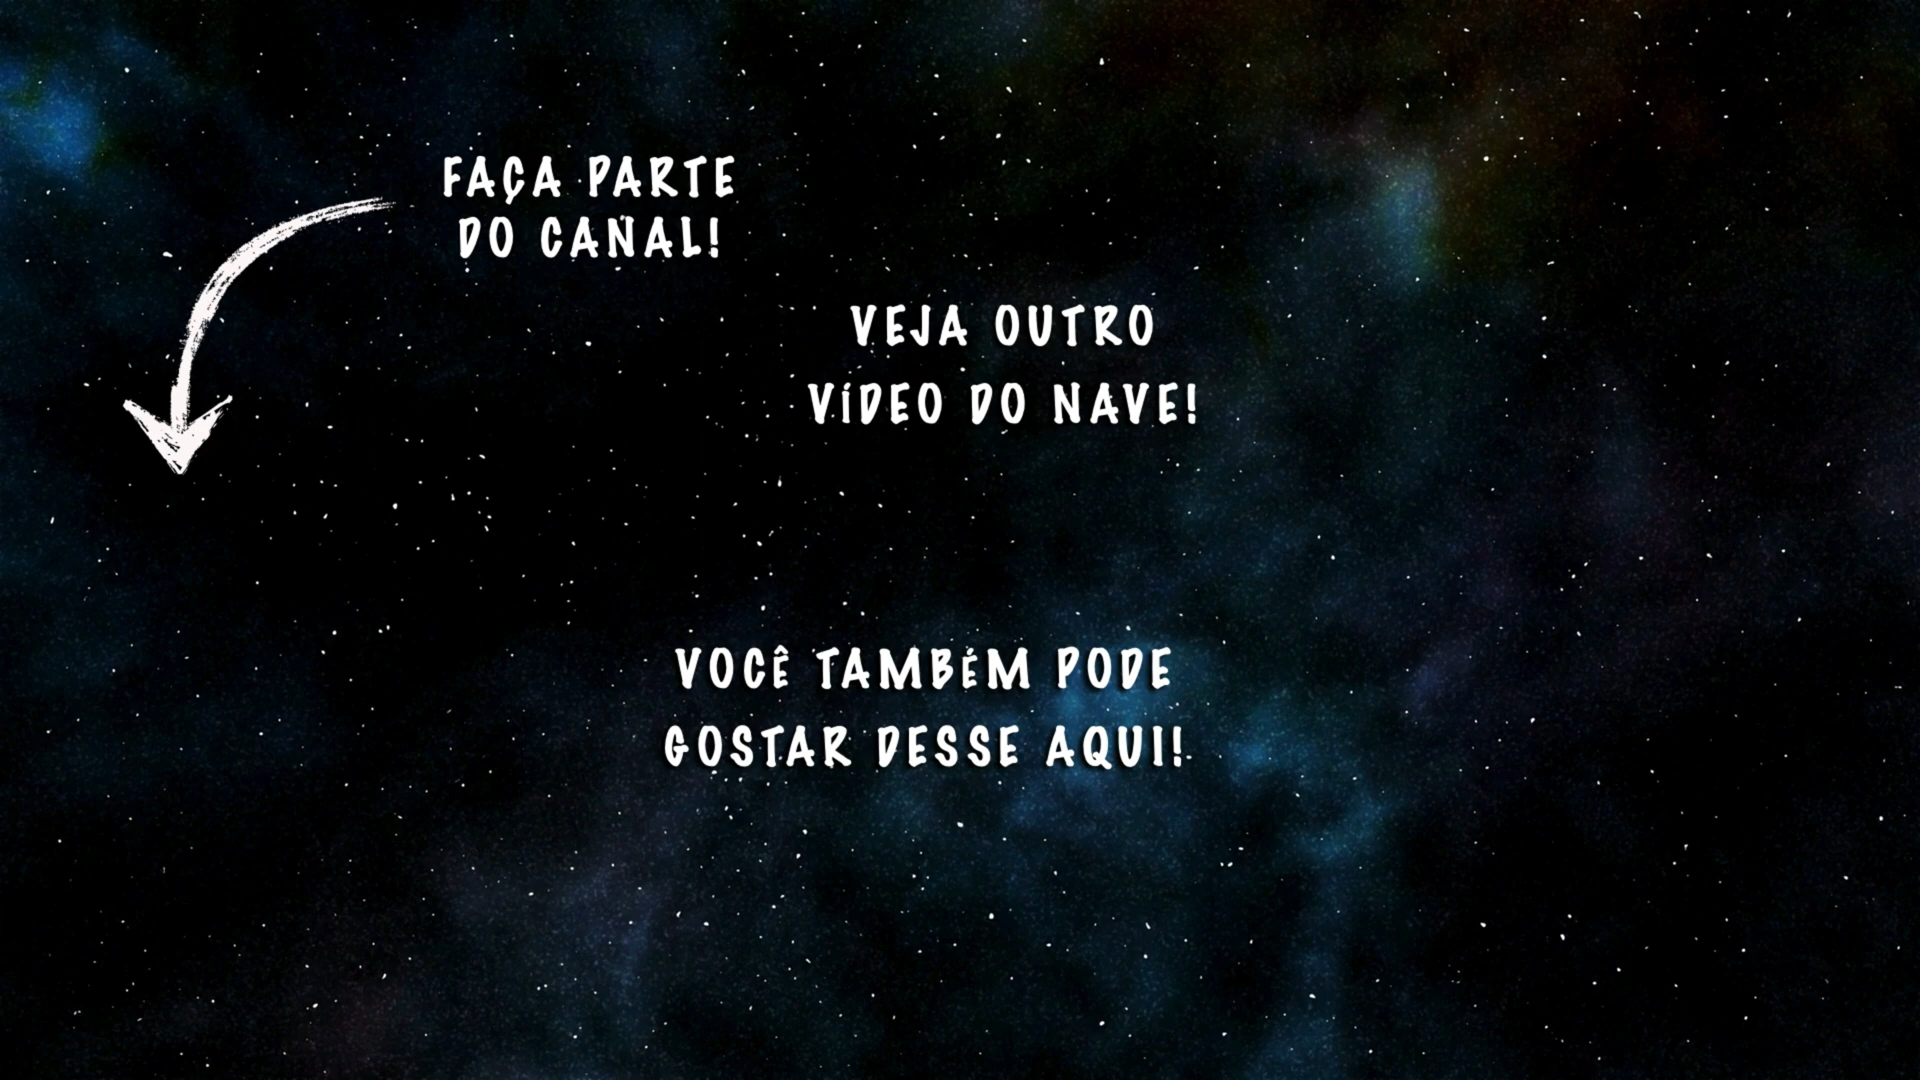 FAÇA PARTE
DO CANAL!
VEJA OUTRO
VÍDEO DO NAVE!
VOCÊ TAMBÉM PODE
GOSTAR DESSE AQUI!